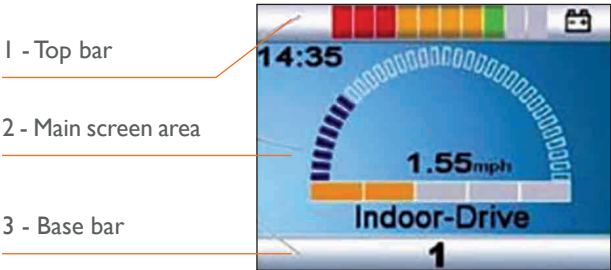 1 - Top bar
14:35
2 - Main screen area
1.55mph
Indoor-Drive
3 - Base bar
1